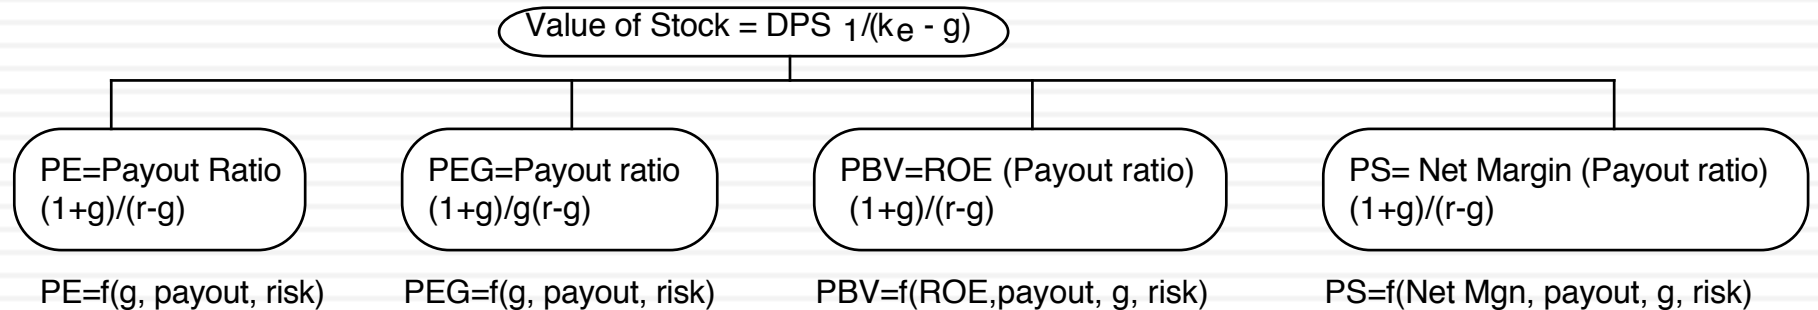 Value of Stock = DPS 1/(ke - g)
PE=Payout Ratio
(1+g)/(r-g)
PEG=Payout ratio
(1+g)/g(r-g)
PBV=ROE (Payout ratio)
(1+g)/(r-g)
PS= Net Margin (Payout ratio)
(1+g)/(r-g)
PE=f(g, payout, risk)
PEG=f(g, payout, risk)
PBV=f(ROE,payout, g, risk)
PS=f(Net Mgn, payout, g, risk)